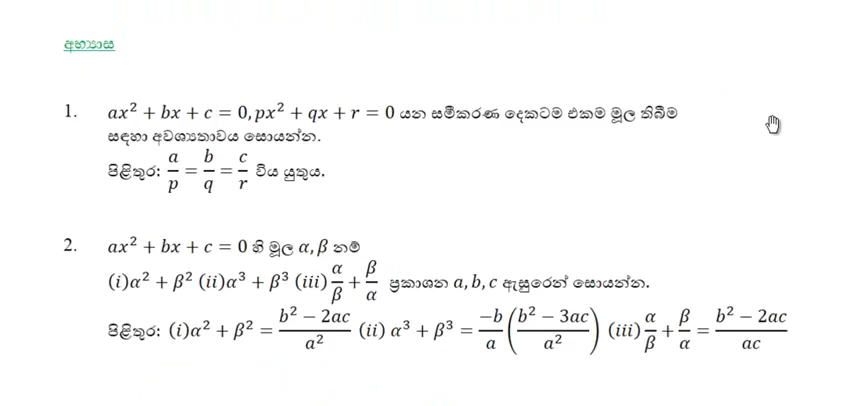 අභ්‍යාස
1. ax² + bx + c = 0, px² + qx + r = 0 යන සමීකරණ දෙකටම එකම මූල තිබීම
සඳහා අවශ්‍යතාවය සොයන්න.
පිළිතුර: a/p = b/q = c/r විය යුතුය.
2. ax² + bx + c = 0 හි මූල α, β නම්
(i)α² + β² (ii)α³ + β³ (iii) α/β + β/α ප්‍රකාශන a, b, c ඇසුරෙන් සොයන්න.
පිළිතුර: (i)α² + β² = (b² − 2ac)/a² (ii) α³ + β³ = −b/a ((b² − 3ac)/a²) (iii) α/β + β/α = (b² − 2ac)/ac